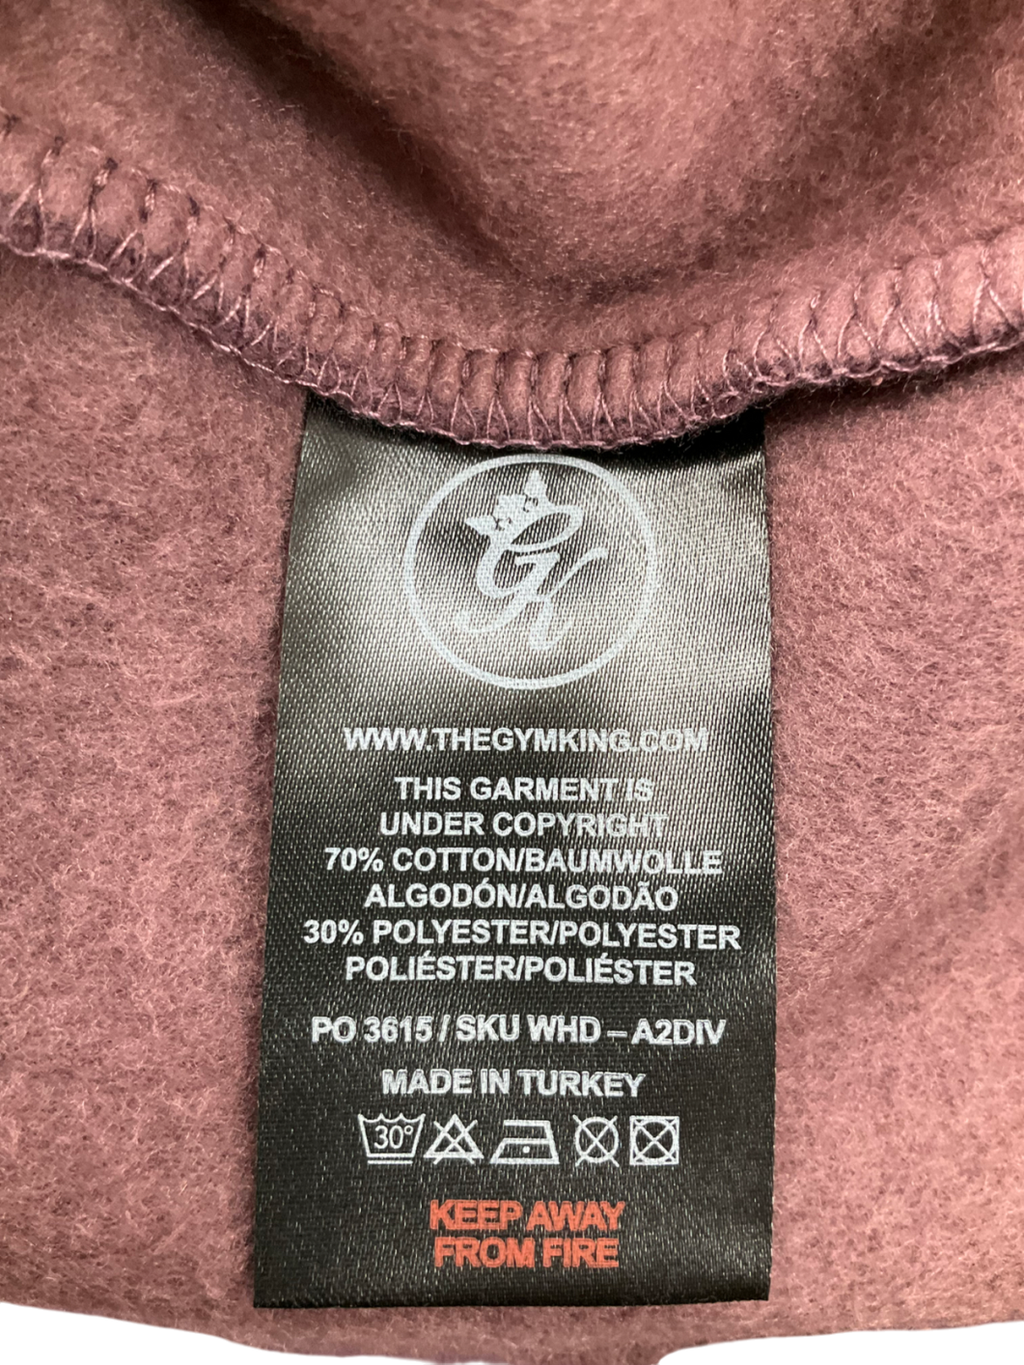 GK
WWW.THEGYMKING.COM
THIS GARMENT IS
UNDER COPYRIGHT
70% COTTON/BAUMWOLLE
ALGODÓN/ALGODÃO
30% POLYESTER/POLYESTER
POLIÉSTER/POLIÉSTER
PO 3615 / SKU WHD – A2DIV
MADE IN TURKEY
30°
KEEP AWAY
FROM FIRE